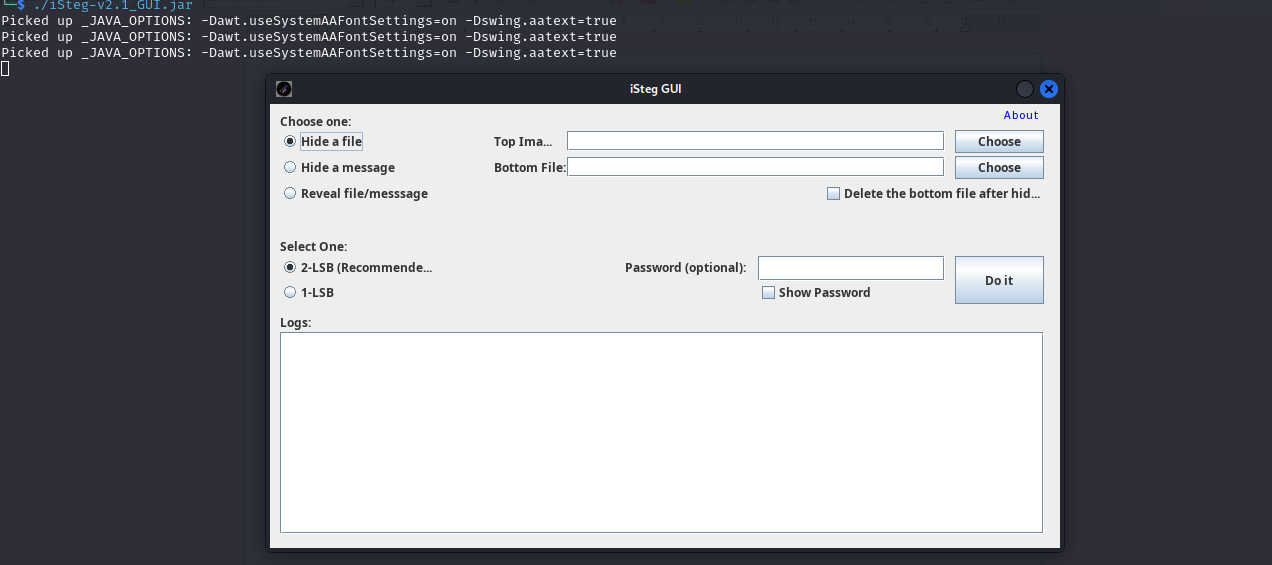 └─$ ./iSteg-v2.1_GUI.jar
Picked up _JAVA_OPTIONS: -Dawt.useSystemAAFontSettings=on -Dswing.aatext=true
Picked up _JAVA_OPTIONS: -Dawt.useSystemAAFontSettings=on -Dswing.aatext=true
Picked up _JAVA_OPTIONS: -Dawt.useSystemAAFontSettings=on -Dswing.aatext=true
iSteg GUI
About
Choose one:
Hide a file Top Ima... Choose
Hide a message Bottom File: Choose
Reveal file/messsage Delete the bottom file after hid...
Select One:
2-LSB (Recommende... Password (optional): Do it
1-LSB Show Password
Logs: